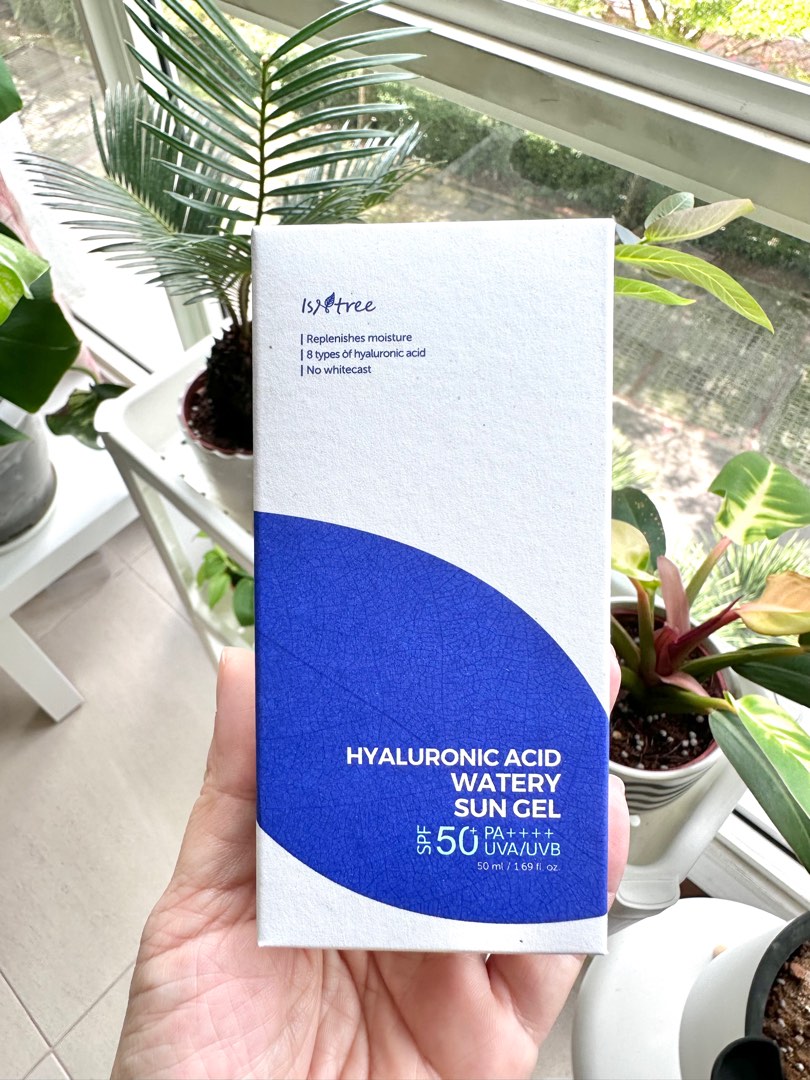 Isntree
Replenishes moisture
8 types of hyaluronic acid
No whitecast
HYALURONIC ACID
WATERY
SUN GEL
SPF 50+ PA++++
UVA/UVB
50 ml / 1.69 fl. oz.